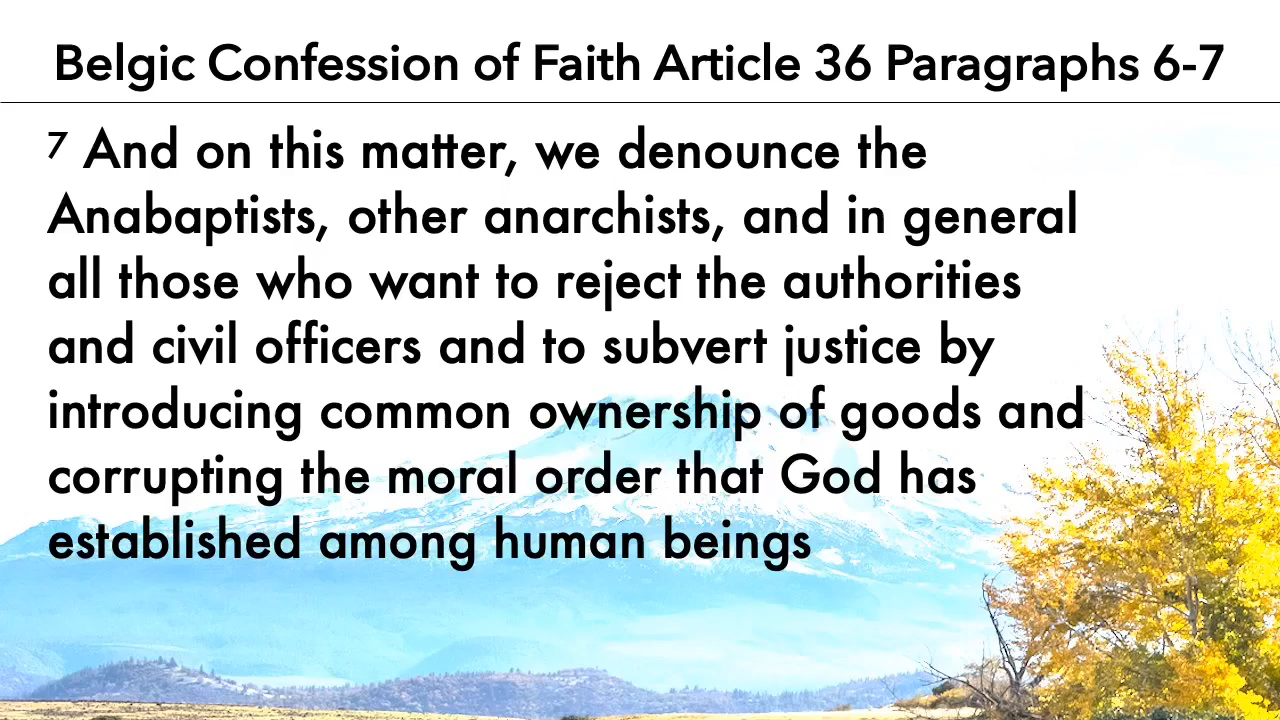 Belgic Confession of Faith Article 36 Paragraphs 6-7
⁷ And on this matter, we denounce the
Anabaptists, other anarchists, and in general
all those who want to reject the authorities
and civil officers and to subvert justice by
introducing common ownership of goods and
corrupting the moral order that God has
established among human beings